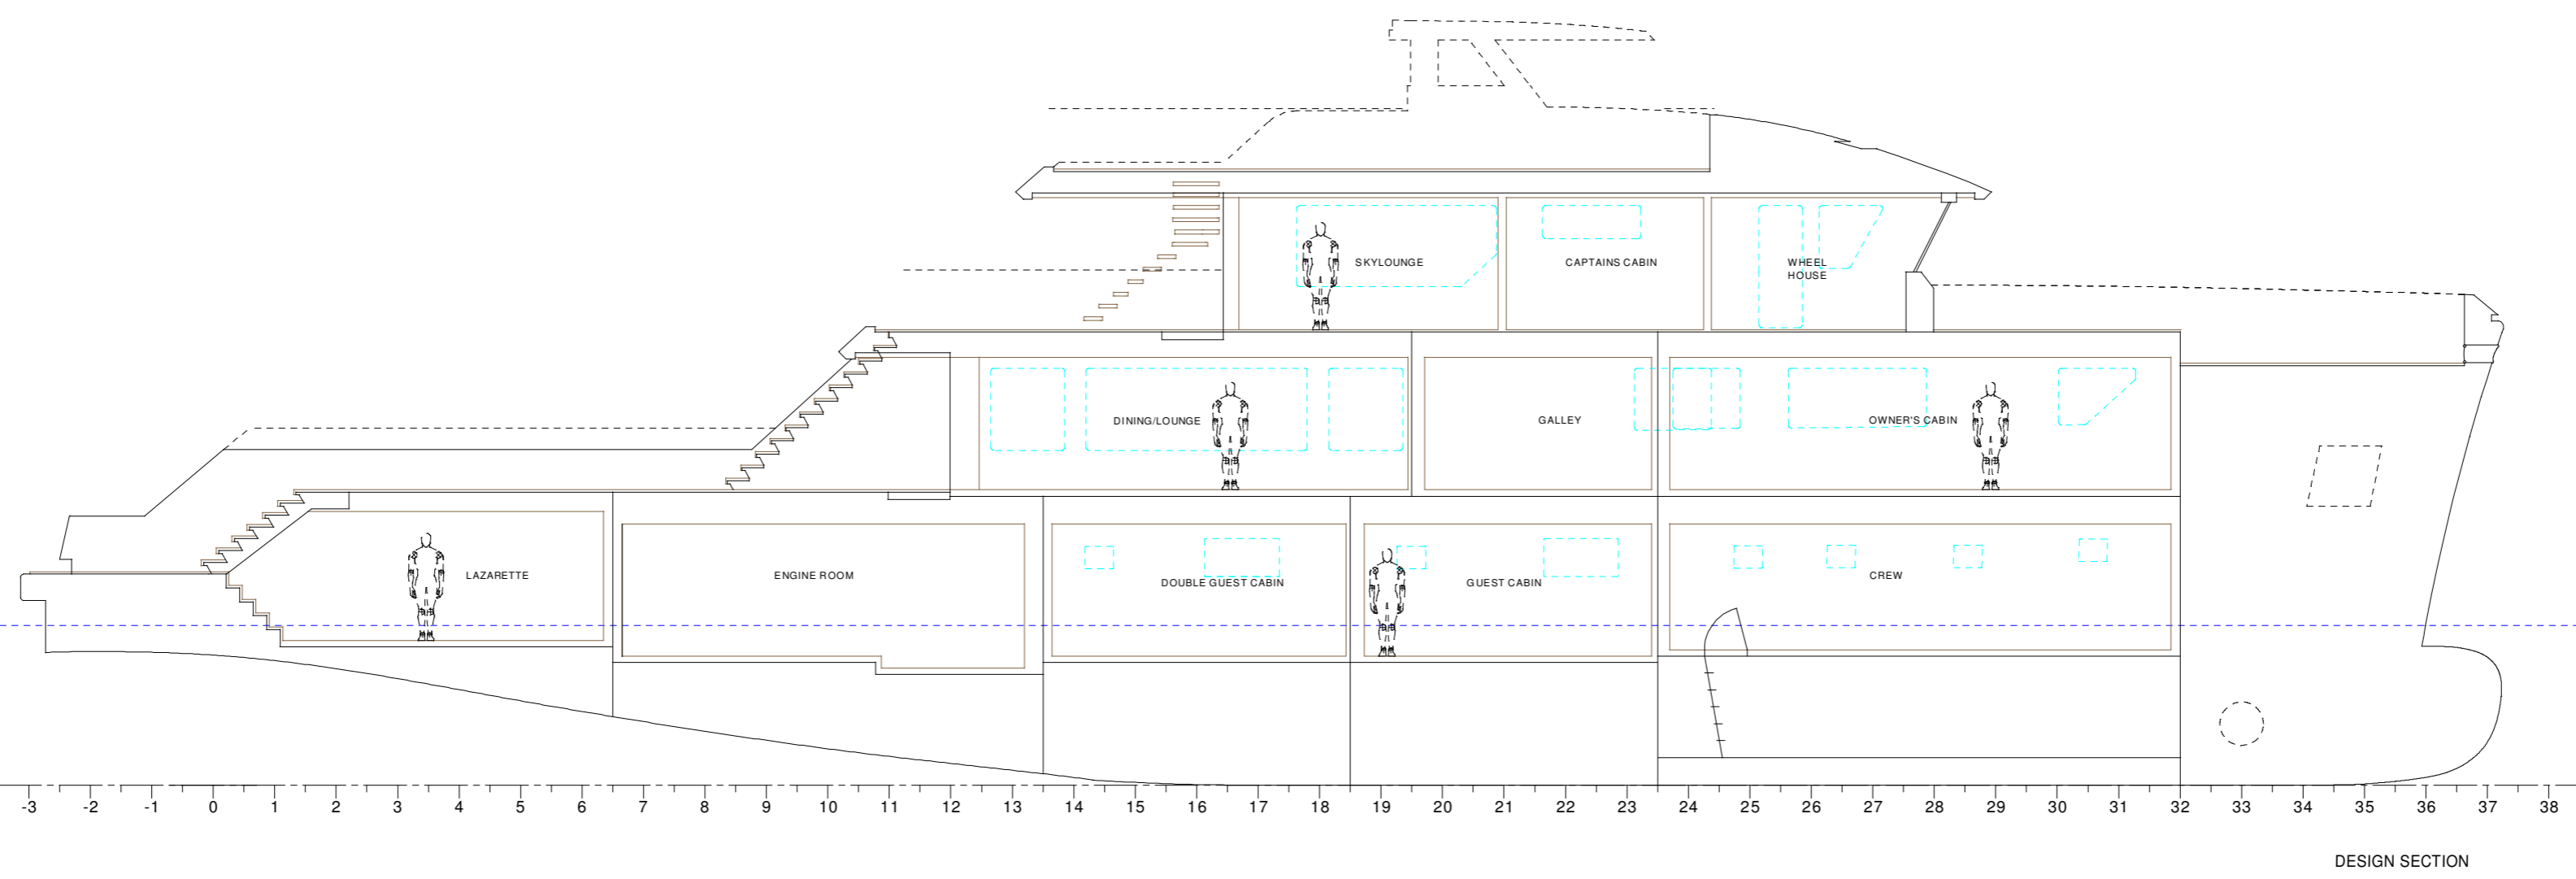 SKYLOUNGE
CAPTAINS CABIN
WHEEL
HOUSE
DINING/LOUNGE
GALLEY
OWNER'S CABIN
LAZARETTE
ENGINE ROOM
DOUBLE GUEST CABIN
GUEST CABIN
CREW
-3 -2 -1 0 1 2 3 4 5 6 7 8 9 10 11 12 13 14 15 16 17 18 19 20 21 22 23 24 25 26 27 28 29 30 31 32 33 34 35 36 37 38
DESIGN SECTION